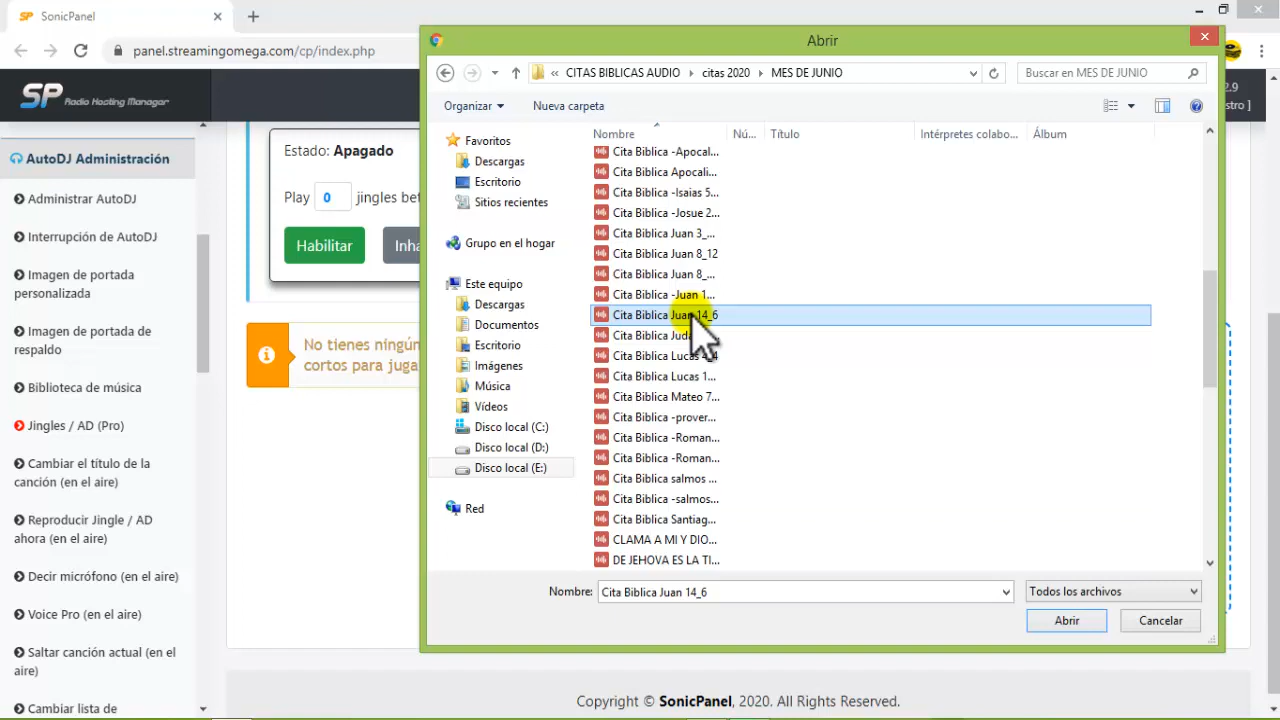 SonicPanel
panel.streamingomega.com/cp/index.php
SP Radio Hosting Manager
AutoDJ Administración
Administrar AutoDJ
Interrupción de AutoDJ
Imagen de portada
personalizada
Imagen de portada de
respaldo
Biblioteca de música
Jingles / AD (Pro)
Cambiar el título de la
canción (en el aire)
Reproducir Jingle / AD
ahora (en el aire)
Decir micrófono (en el aire)
Voice Pro (en el aire)
Saltar canción actual (en el
aire)
Cambiar lista de
Estado: Apagado
Play 0 jingles bet
Habilitar
Inha
No tienes ningún
cortos para juga
2.9
stro ]
Abrir
« CITAS BIBLICAS AUDIO citas 2020 MES DE JUNIO
Buscar en MES DE JUNIO
Organizar
Nueva carpeta
Favoritos
Descargas
Escritorio
Sitios recientes
Grupo en el hogar
Este equipo
Descargas
Documentos
Escritorio
Imágenes
Música
Vídeos
Disco local (C:)
Disco local (D:)
Disco local (E:)
Red
Nombre Nú... Título Intérpretes colabo... Álbum
Cita Biblica -Apocal...
Cita Biblica Apocali...
Cita Biblica -Isaias 5...
Cita Biblica -Josue 2...
Cita Biblica Juan 3_...
Cita Biblica Juan 8_12
Cita Biblica Juan 8_...
Cita Biblica -Juan 1...
Cita Biblica Juan 14_6
Cita Biblica Juda
Cita Biblica Lucas 4_4
Cita Biblica Lucas 1...
Cita Biblica Mateo 7...
Cita Biblica -prover...
Cita Biblica -Roman...
Cita Biblica -Roman...
Cita Biblica salmos ...
Cita Biblica -salmos...
Cita Biblica Santiag...
CLAMA A MI Y DIO...
DE JEHOVA ES LA TI...
Nombre: Cita Biblica Juan 14_6
Todos los archivos
Abrir
Cancelar
Copyright © SonicPanel, 2020. All Rights Reserved.